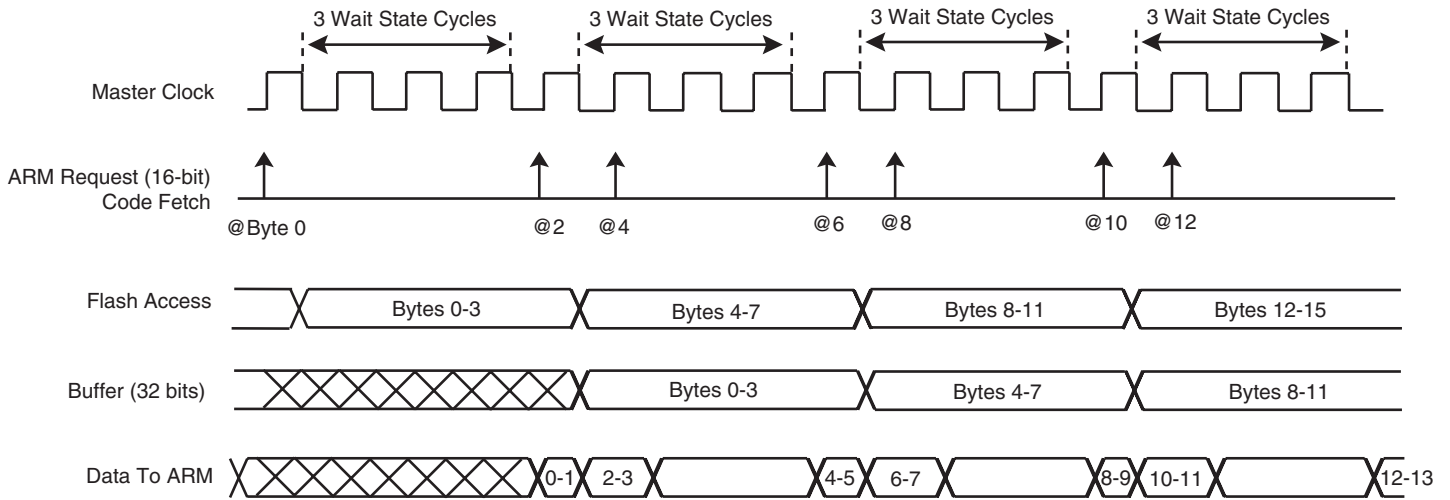 3 Wait State Cycles 3 Wait State Cycles 3 Wait State Cycles 3 Wait State Cycles
Master Clock
ARM Request (16-bit)
Code Fetch
@Byte 0 @2 @4 @6 @8 @10 @12
Flash Access Bytes 0-3 Bytes 4-7 Bytes 8-11 Bytes 12-15
Buffer (32 bits) Bytes 0-3 Bytes 4-7 Bytes 8-11
Data To ARM 0-1 2-3 4-5 6-7 8-9 10-11 12-13